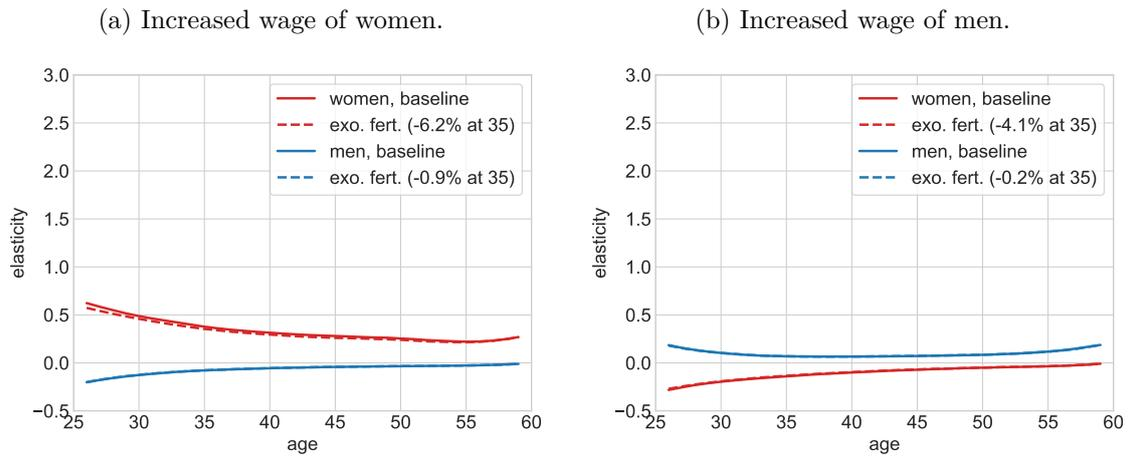 (a) Increased wage of women.
3.0
2.5
2.0
1.5
1.0
0.5
0.0
−0.5
25 30 35 40 45 50 55 60
elasticity
age
women, baseline
exo. fert. (-6.2% at 35)
men, baseline
exo. fert. (-0.9% at 35)
(b) Increased wage of men.
3.0
2.5
2.0
1.5
1.0
0.5
0.0
−0.5
25 30 35 40 45 50 55 60
elasticity
age
women, baseline
exo. fert. (-4.1% at 35)
men, baseline
exo. fert. (-0.2% at 35)